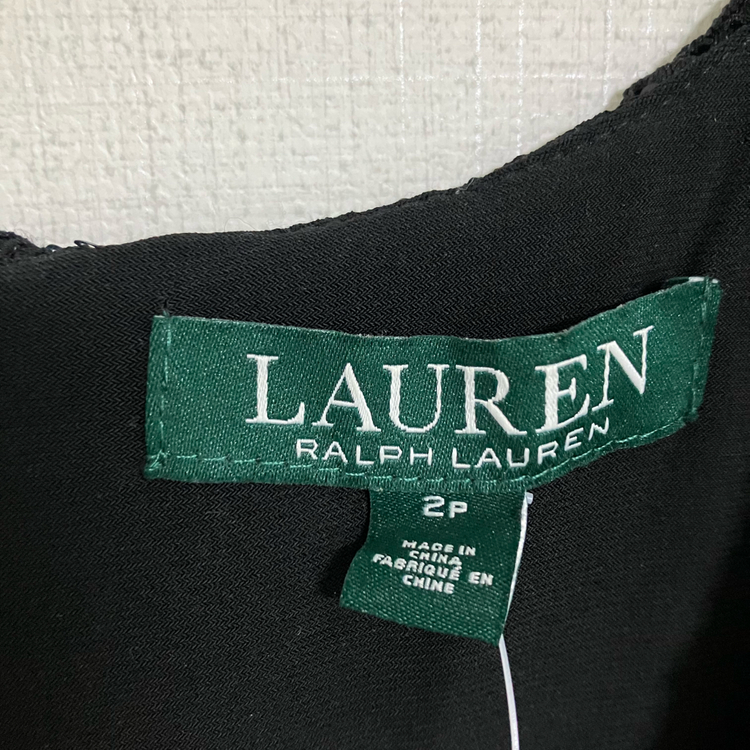 LAUREN
RALPH LAUREN
2P
MADE IN
CHINA
FABRIQUÉ EN
CHINE